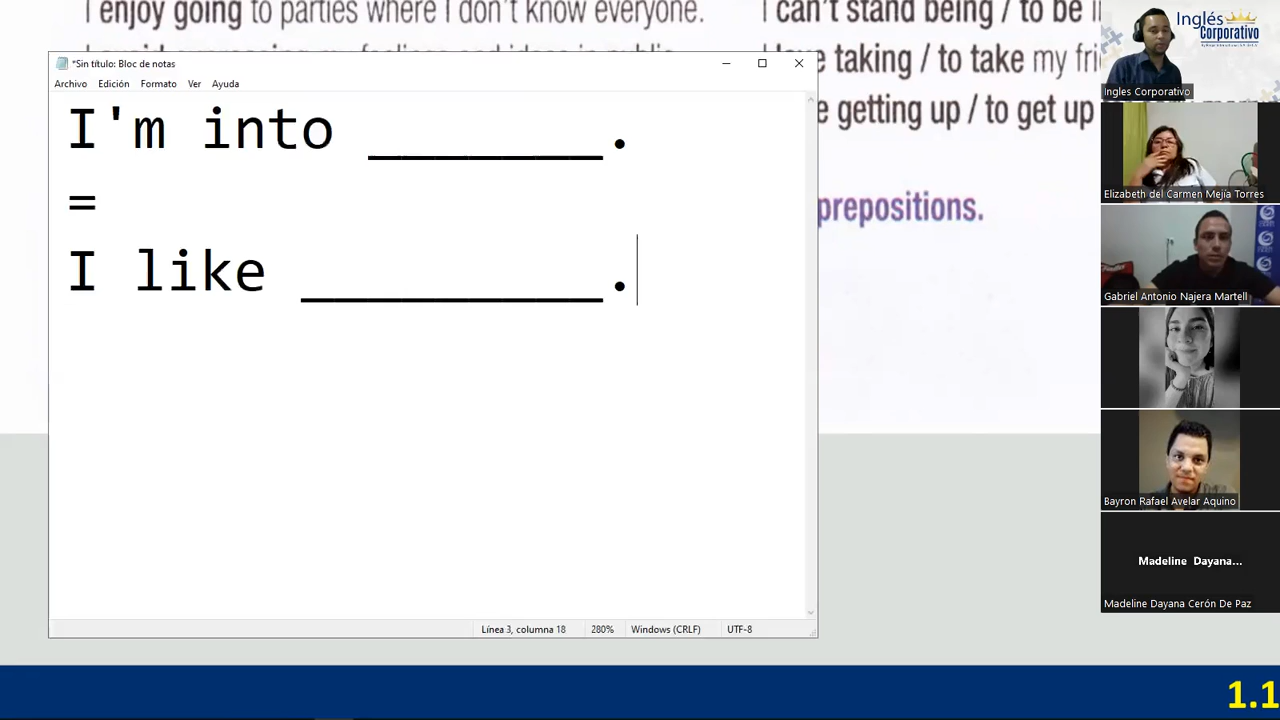 I enjoy going to parties where I don't know everyone.
I can't stand being / to be
*Sin título: Bloc de notas
Archivo Edición Formato Ver Ayuda
I'm into _______.
=
I like _________.
taking / to take my
getting up / to get up
prepositions.
Línea 3, columna 18 280% Windows (CRLF) UTF-8
1.1
Inglés
Corporativo
Ingles Corporativo
Elizabeth del Carmen Mejía Torres
Gabriel Antonio Najera Martell
Bayron Rafael Avelar Aquino
Madeline Dayana...
Madeline Dayana Cerón De Paz